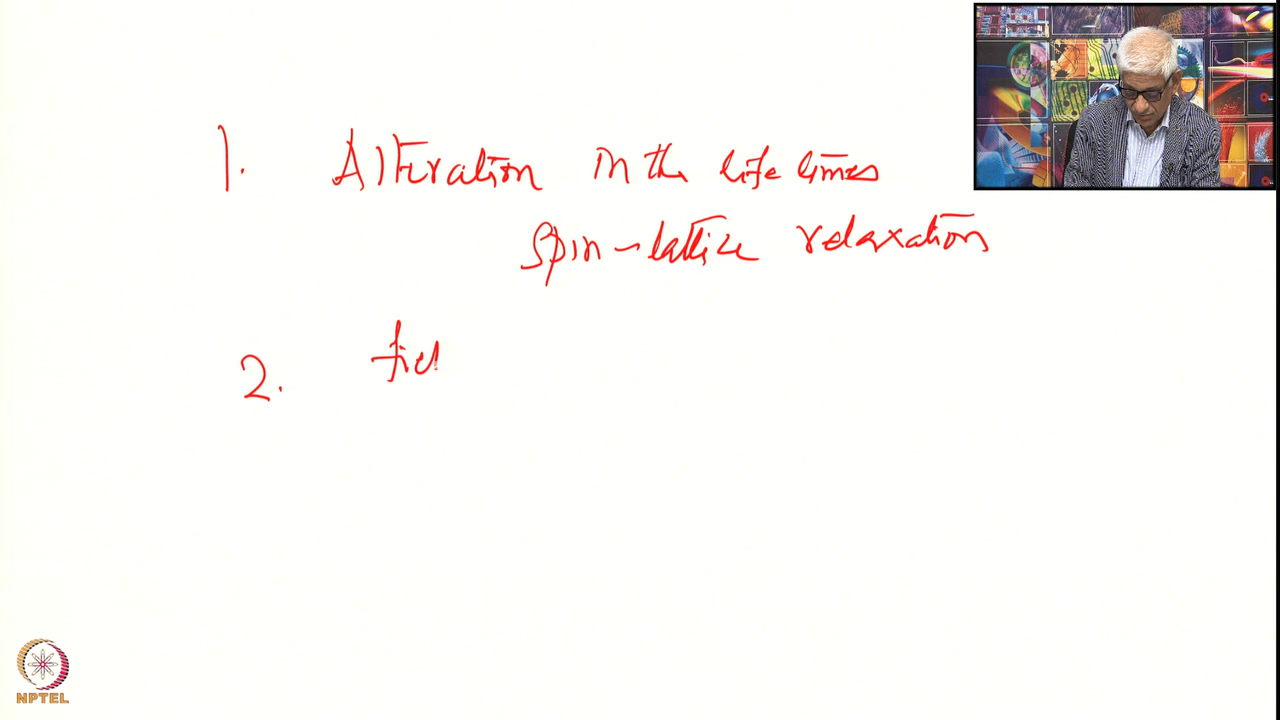 1. Alteration in the life times
spin-lattice relaxation
2.
NPTEL